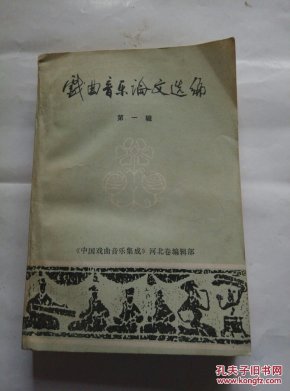 戲曲音乐论文选编
第一辑
《中国戏曲音乐集成》河北卷编辑部
孔夫子旧书网